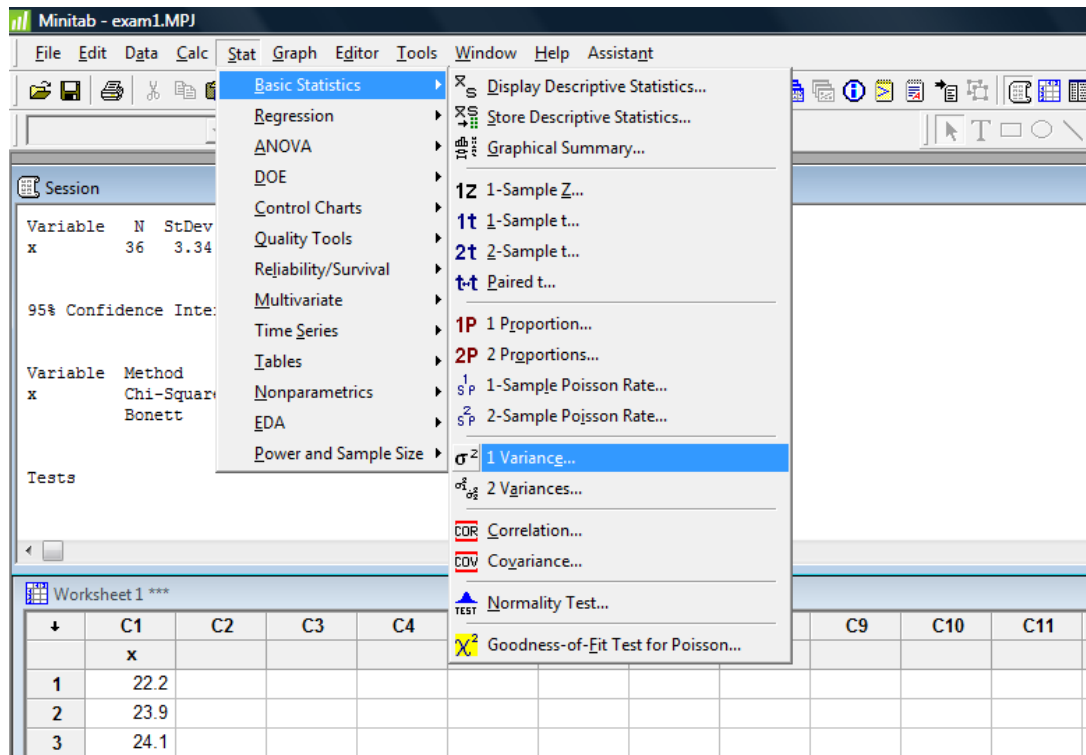 Minitab - exam1.MPJ
File Edit Data Calc Stat Graph Editor Tools Window Help Assistant
Basic Statistics
Regression
ANOVA
DOE
Control Charts
Quality Tools
Reliability/Survival
Multivariate
Time Series
Tables
Nonparametrics
EDA
Power and Sample Size
x̄s Display Descriptive Statistics...
Store Descriptive Statistics...
Graphical Summary...
1Z 1-Sample Z...
1t 1-Sample t...
2t 2-Sample t...
t-t Paired t...
1P 1 Proportion...
2P 2 Proportions...
1-Sample Poisson Rate...
2-Sample Poisson Rate...
σ² 1 Variance...
2 Variances...
COR Correlation...
COV Covariance...
TEST Normality Test...
χ² Goodness-of-Fit Test for Poisson...
Session
Variable N StDev
x 36 3.34
95% Confidence Inte
Variable Method
x Chi-Squar
Bonett
Tests
Worksheet 1 ***
C1 C2 C3 C4 C9 C10 C11
x
1 22.2
2 23.9
3 24.1